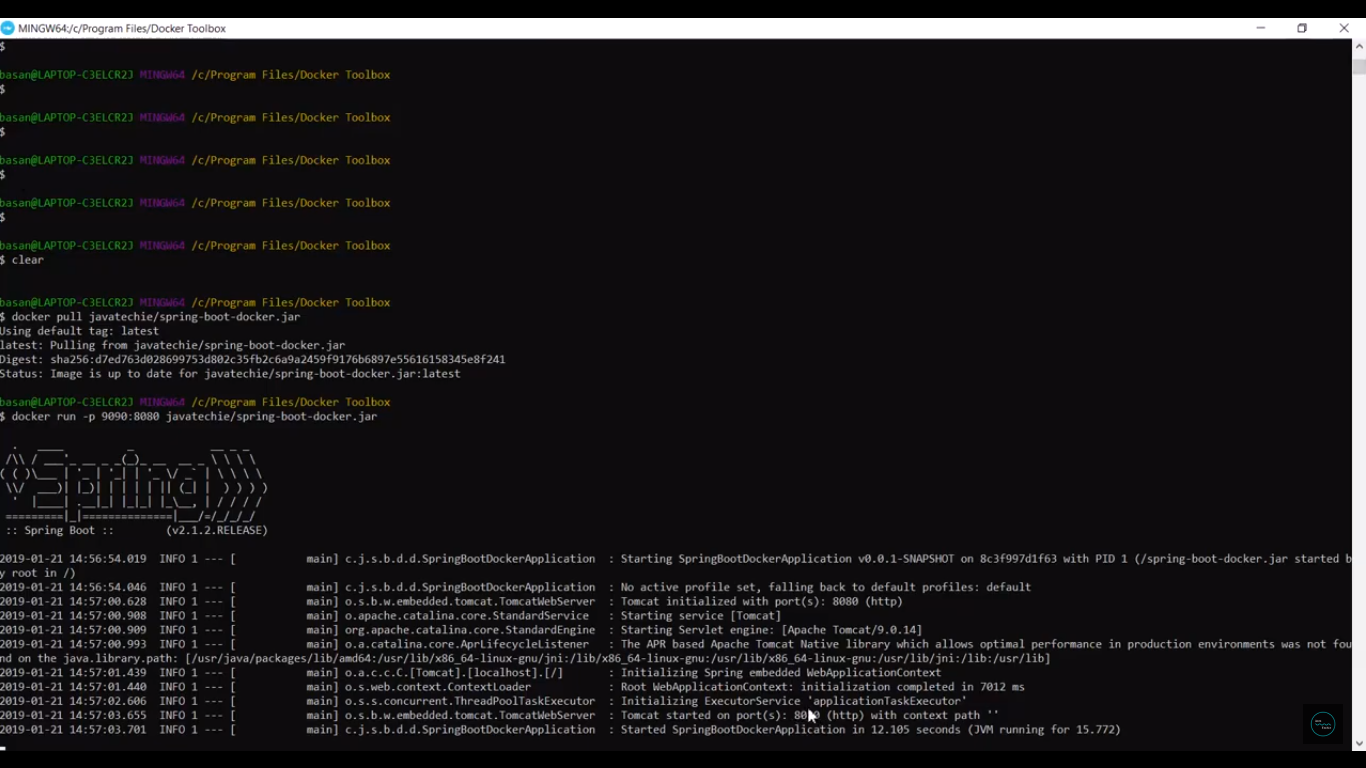 MINGW64:/c/Program Files/Docker Toolbox
$
basan@LAPTOP-C3ELCR2J MINGW64 /c/Program Files/Docker Toolbox
$
basan@LAPTOP-C3ELCR2J MINGW64 /c/Program Files/Docker Toolbox
$
basan@LAPTOP-C3ELCR2J MINGW64 /c/Program Files/Docker Toolbox
$
basan@LAPTOP-C3ELCR2J MINGW64 /c/Program Files/Docker Toolbox
$
basan@LAPTOP-C3ELCR2J MINGW64 /c/Program Files/Docker Toolbox
$ clear
basan@LAPTOP-C3ELCR2J MINGW64 /c/Program Files/Docker Toolbox
$ docker pull javatechie/spring-boot-docker.jar
Using default tag: latest
latest: Pulling from javatechie/spring-boot-docker.jar
Digest: sha256:d7ed763d028699753d802c35fb2c6a9a2459f9176b6897e55616158345e8f241
Status: Image is up to date for javatechie/spring-boot-docker.jar:latest
basan@LAPTOP-C3ELCR2J MINGW64 /c/Program Files/Docker Toolbox
$ docker run -p 9090:8080 javatechie/spring-boot-docker.jar
Spring
:: Spring Boot :: (v2.1.2.RELEASE)
2019-01-21 14:56:54.019 INFO 1 --- [ main] c.j.s.b.d.d.SpringBootDockerApplication : Starting SpringBootDockerApplication v0.0.1-SNAPSHOT on 8c3f997d1f63 with PID 1 (/spring-boot-docker.jar started b
y root in /)
2019-01-21 14:56:54.046 INFO 1 --- [ main] c.j.s.b.d.d.SpringBootDockerApplication : No active profile set, falling back to default profiles: default
2019-01-21 14:57:00.628 INFO 1 --- [ main] o.s.b.w.embedded.tomcat.TomcatWebServer : Tomcat initialized with port(s): 8080 (http)
2019-01-21 14:57:00.908 INFO 1 --- [ main] o.apache.catalina.core.StandardService : Starting service [Tomcat]
2019-01-21 14:57:00.909 INFO 1 --- [ main] org.apache.catalina.core.StandardEngine : Starting Servlet engine: [Apache Tomcat/9.0.14]
2019-01-21 14:57:00.993 INFO 1 --- [ main] o.a.catalina.core.AprLifecycleListener : The APR based Apache Tomcat Native library which allows optimal performance in production environments was not fou
nd on the java.library.path: [/usr/java/packages/lib/amd64:/usr/lib/x86_64-linux-gnu/jni:/lib/x86_64-linux-gnu:/usr/lib/x86_64-linux-gnu:/usr/lib/jni:/lib:/usr/lib]
2019-01-21 14:57:01.439 INFO 1 --- [ main] o.a.c.c.C.[Tomcat].[localhost].[/] : Initializing Spring embedded WebApplicationContext
2019-01-21 14:57:01.440 INFO 1 --- [ main] o.s.web.context.ContextLoader : Root WebApplicationContext: initialization completed in 7012 ms
2019-01-21 14:57:02.606 INFO 1 --- [ main] o.s.s.concurrent.ThreadPoolTaskExecutor : Initializing ExecutorService 'applicationTaskExecutor'
2019-01-21 14:57:03.655 INFO 1 --- [ main] o.s.b.w.embedded.tomcat.TomcatWebServer : Tomcat started on port(s): 8080 (http) with context path ''
2019-01-21 14:57:03.701 INFO 1 --- [ main] c.j.s.b.d.d.SpringBootDockerApplication : Started SpringBootDockerApplication in 12.105 seconds (JVM running for 15.772)